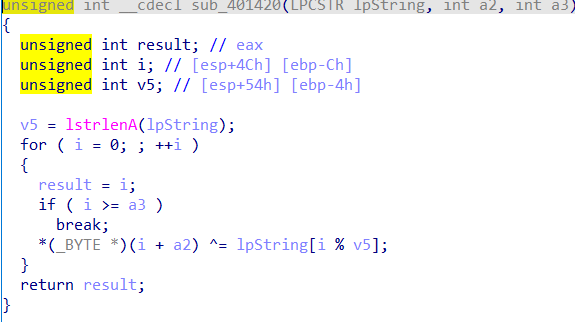 unsigned int __cdecl sub_401420(LPCSTR lpString, int a2, int a3)
{
  unsigned int result; // eax
  unsigned int i; // [esp+4Ch] [ebp-Ch]
  unsigned int v5; // [esp+54h] [ebp-4h]

  v5 = lstrlenA(lpString);
  for ( i = 0; ; ++i )
  {
    result = i;
    if ( i >= a3 )
      break;
    *(_BYTE *)(i + a2) ^= lpString[i % v5];
  }
  return result;
}